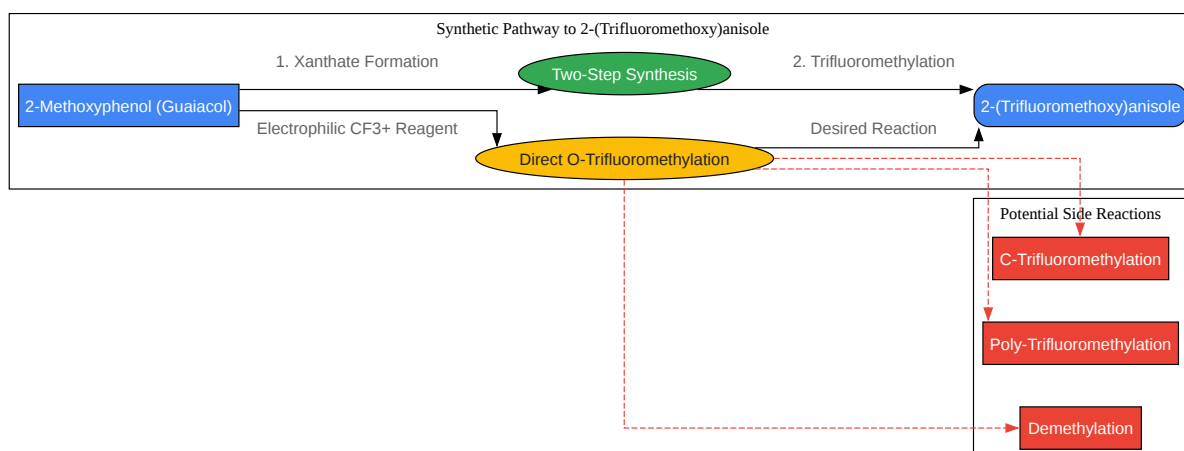 Synthetic Pathway to 2-(Trifluoromethoxy)anisole
1. Xanthate Formation
Two-Step Synthesis
2. Trifluoromethylation
2-Methoxyphenol (Guaiacol)
2-(Trifluoromethoxy)anisole
Electrophilic CF3+ Reagent
Desired Reaction
Direct O-Trifluoromethylation
Potential Side Reactions
C-Trifluoromethylation
Poly-Trifluoromethylation
Demethylation